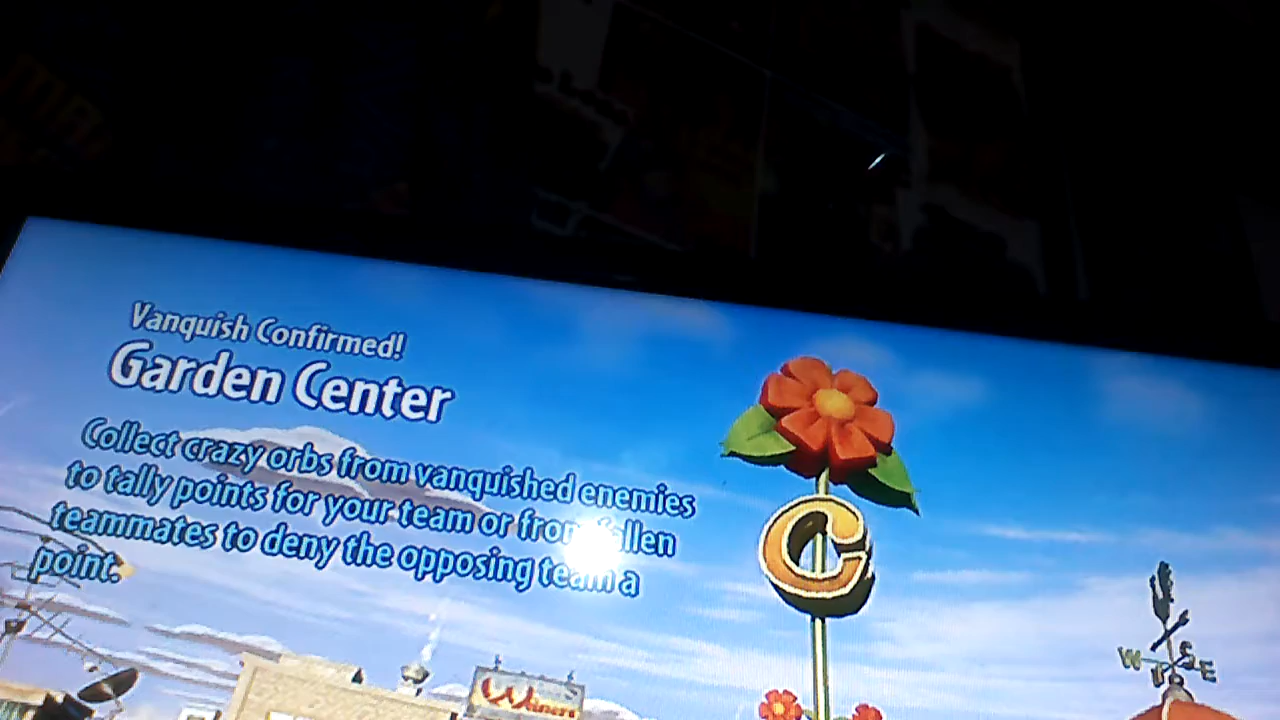 Vanquish Confirmed!
Garden Center
Collect crazy orbs from vanquished enemies
to tally points for your team or from fallen
teammates to deny the opposing team a
point.
C
W E